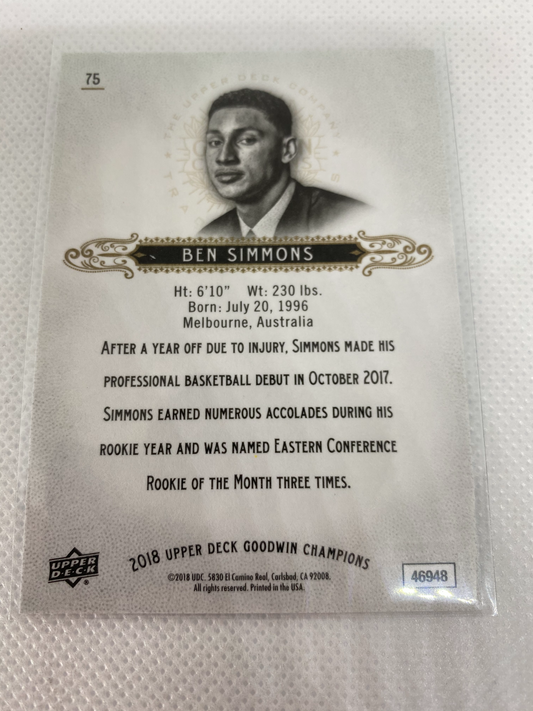 75
THE UPPER DECK COMPANY
BEN SIMMONS
Ht: 6'10" Wt: 230 lbs.
Born: July 20, 1996
Melbourne, Australia
AFTER A YEAR OFF DUE TO INJURY, SIMMONS MADE HIS
PROFESSIONAL BASKETBALL DEBUT IN OCTOBER 2017.
SIMMONS EARNED NUMEROUS ACCOLADES DURING HIS
ROOKIE YEAR AND WAS NAMED EASTERN CONFERENCE
ROOKIE OF THE MONTH THREE TIMES.
2018 UPPER DECK GOODWIN CHAMPIONS
UPPER
D·E·C·K®
©2018 UDC. 5830 El Camino Real, Carlsbad, CA 92008.
All rights reserved. Printed in the USA.
46948